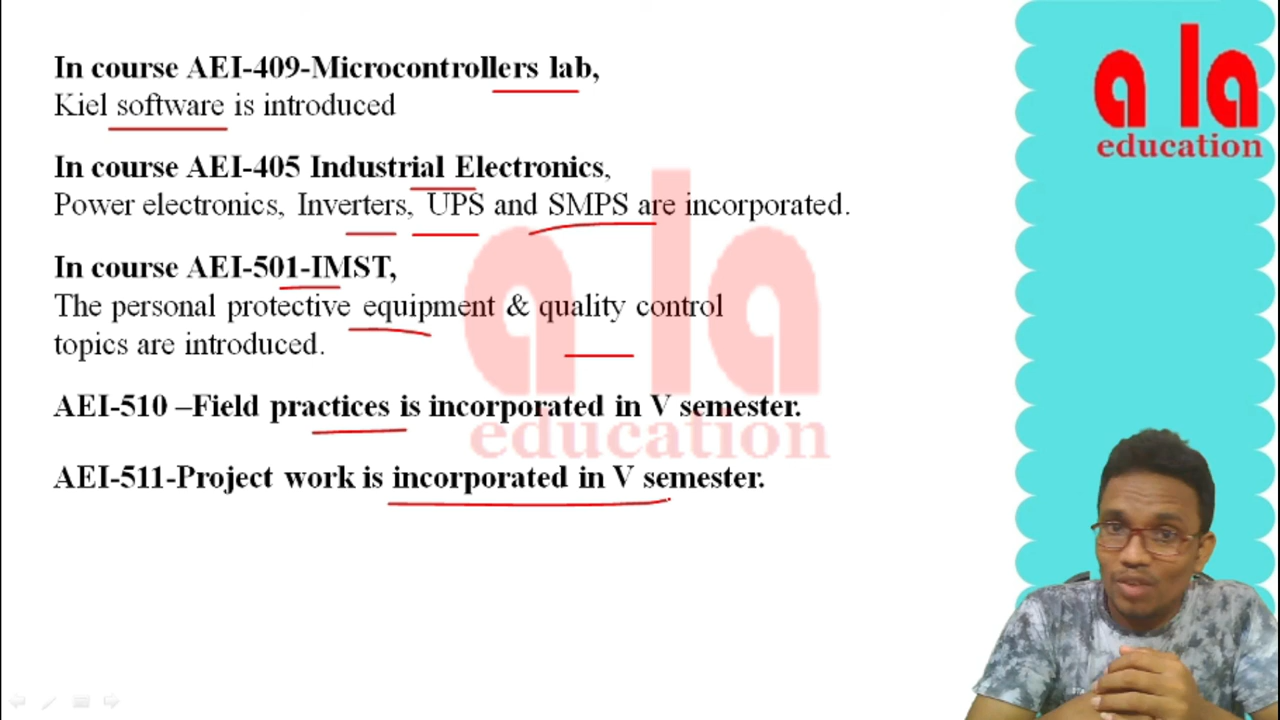 In course AEI-409-Microcontrollers lab,
Kiel software is introduced
In course AEI-405 Industrial Electronics,
Power electronics, Inverters, UPS and SMPS are incorporated.
In course AEI-501-IMST,
The personal protective equipment & quality control
topics are introduced.
AEI-510 –Field practices is incorporated in V semester.
AEI-511-Project work is incorporated in V semester.
a la
education
a la
education